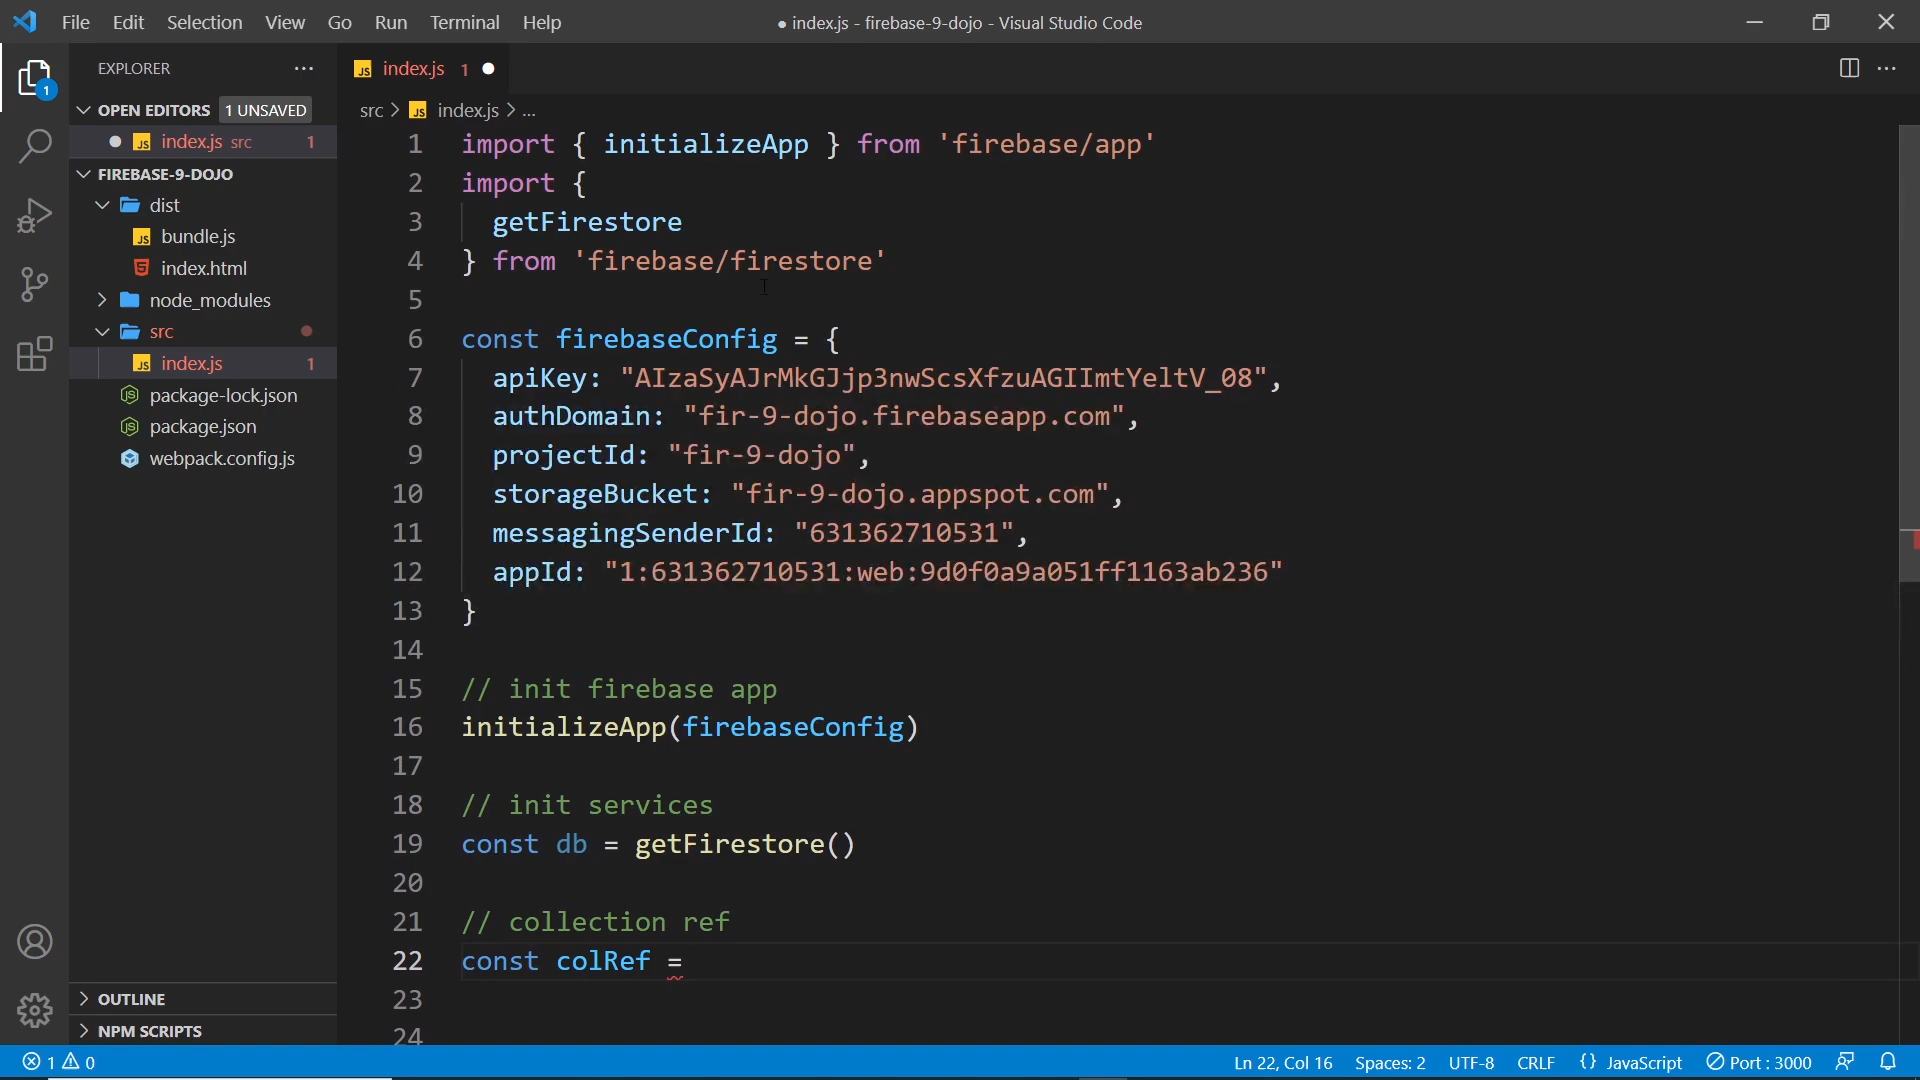 File Edit Selection View Go Run Terminal Help
● index.js - firebase-9-dojo - Visual Studio Code
EXPLORER
OPEN EDITORS 1 UNSAVED
index.js src 1
FIREBASE-9-DOJO
dist
bundle.js
index.html
node_modules
src
index.js 1
package-lock.json
package.json
webpack.config.js
OUTLINE
NPM SCRIPTS
index.js 1
src > index.js > ...
1 import { initializeApp } from 'firebase/app'
2 import {
3 getFirestore
4 } from 'firebase/firestore'
5
6 const firebaseConfig = {
7 apiKey: "AIzaSyAJrMkGJjp3nwScsXfzuAGIImtYeltV_08",
8 authDomain: "fir-9-dojo.firebaseapp.com",
9 projectId: "fir-9-dojo",
10 storageBucket: "fir-9-dojo.appspot.com",
11 messagingSenderId: "631362710531",
12 appId: "1:631362710531:web:9d0f0a9a051ff1163ab236"
13 }
14
15 // init firebase app
16 initializeApp(firebaseConfig)
17
18 // init services
19 const db = getFirestore()
20
21 // collection ref
22 const colRef =
23
24
1 0
Ln 22, Col 16 Spaces: 2 UTF-8 CRLF {} JavaScript Port : 3000